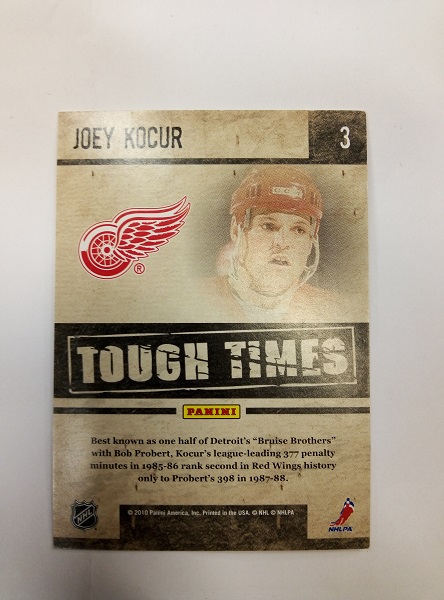 JOEY KOCUR 3
CCM
®
TOUGH TIMES
PANINI
Best known as one half of Detroit's “Bruise Brothers”
with Bob Probert, Kocur's league-leading 377 penalty
minutes in 1985-86 rank second in Red Wings history
only to Probert's 398 in 1987-88.
NHL
© 2010 Panini America, Inc. Printed in the USA. © NHL © NHLPA
NHLPA